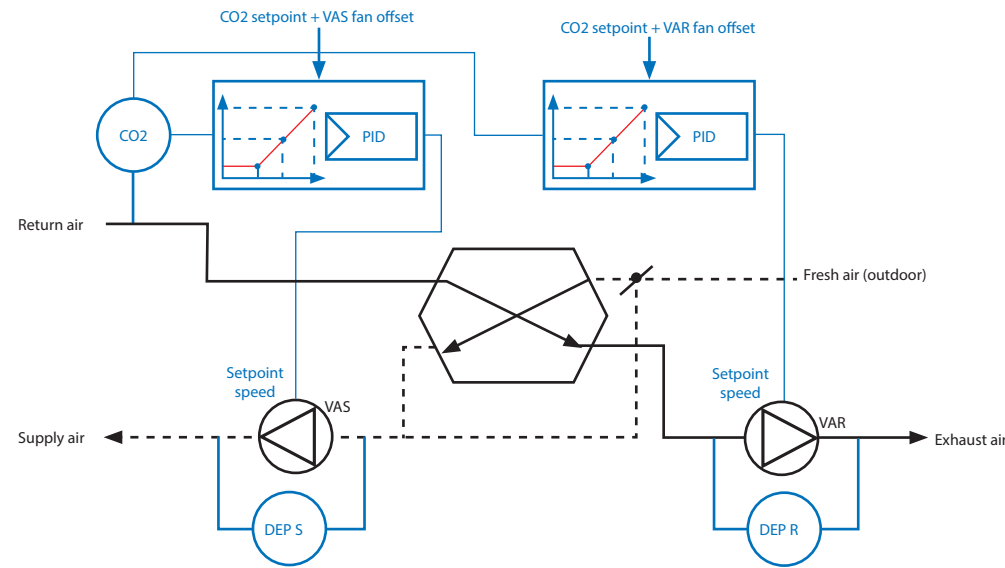 CO2 setpoint + VAS fan offset
CO2 setpoint + VAR fan offset
CO2
PID
PID
Return air
Fresh air (outdoor)
Setpoint
speed
Setpoint
speed
VAS
VAR
Supply air
Exhaust air
DEP S
DEP R